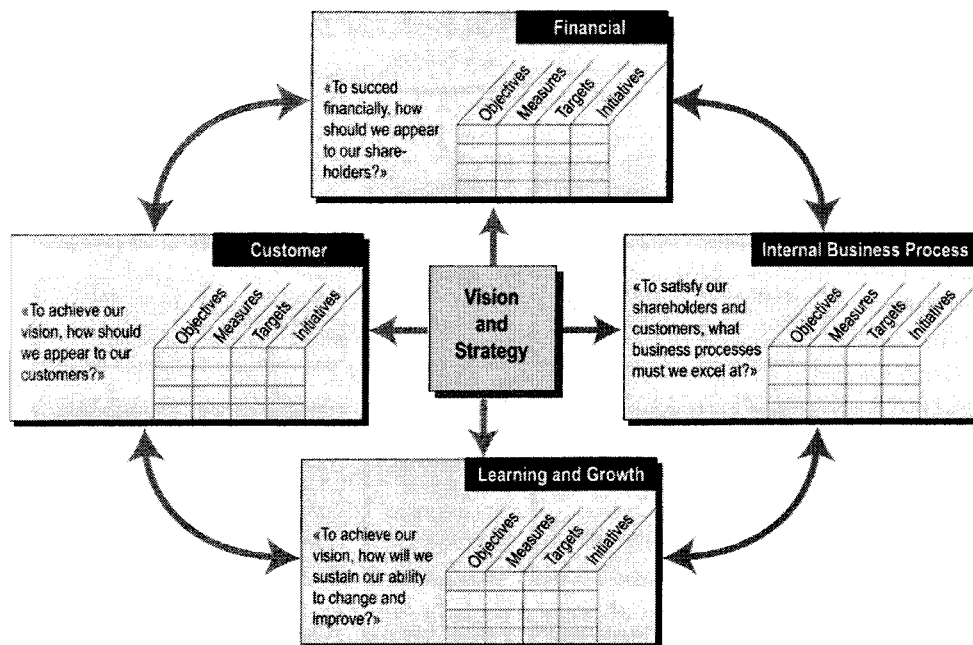 Financial
«To succed
financially, how
should we appear
to our share-
holders?»
Objectives
Measures
Targets
Initiatives
Customer
«To achieve our
vision, how should
we appear to our
customers?»
Objectives
Measures
Targets
Initiatives
Vision
and
Strategy
Internal Business Process
«To satisfy our
shareholders and
customers, what
business processes
must we excel at?»
Objectives
Measures
Targets
Initiatives
Learning and Growth
«To achieve our
vision, how will we
sustain our ability
to change and
improve?»
Objectives
Measures
Targets
Initiatives